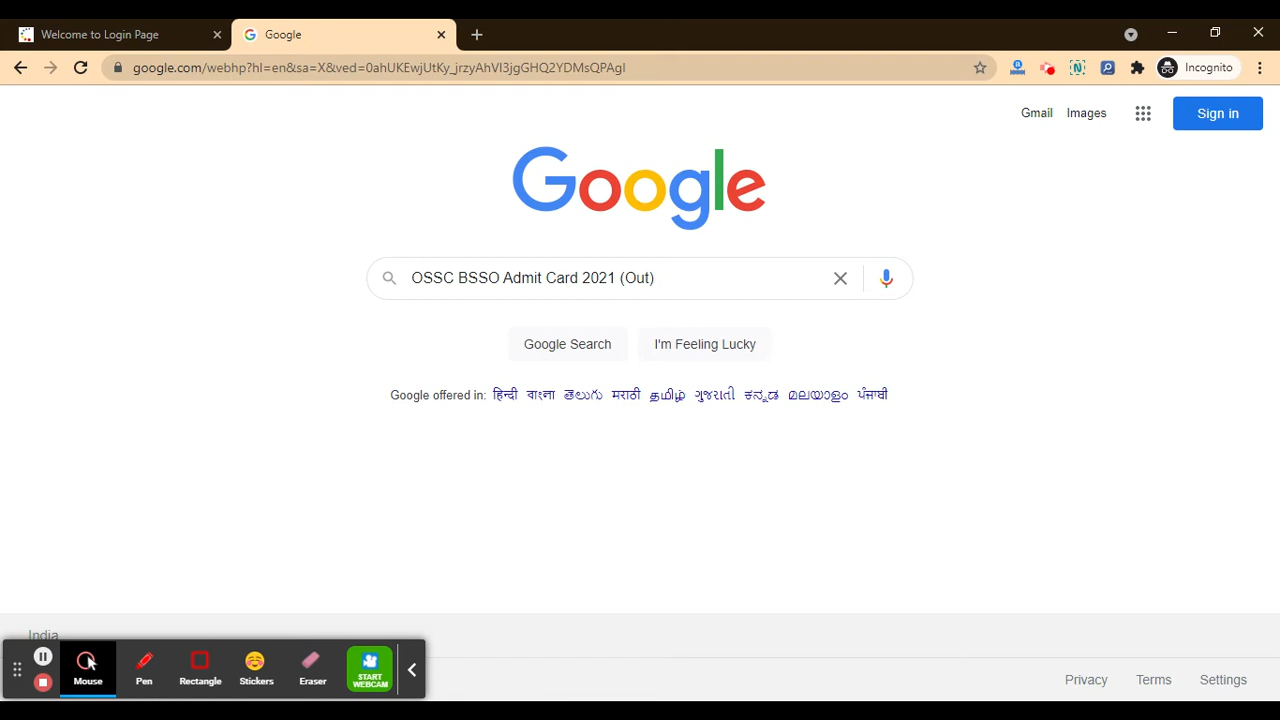 Welcome to Login Page
Google
google.com/webhp?hl=en&sa=X&ved=0ahUKEwjUtKy_jrzyAhVI3jgGHQ2YDMsQPAgI
Incognito
Gmail Images Sign in
Google
OSSC BSSO Admit Card 2021 (Out)
Google Search I'm Feeling Lucky
Google offered in: हिन्दी বাংলা తెలుగు मराठी தமிழ் ગુજરાતી ಕನ್ನಡ മലയാളം ਪੰਜਾਬੀ
India
Mouse Pen Rectangle Stickers Eraser START WEBCAM
Privacy Terms Settings